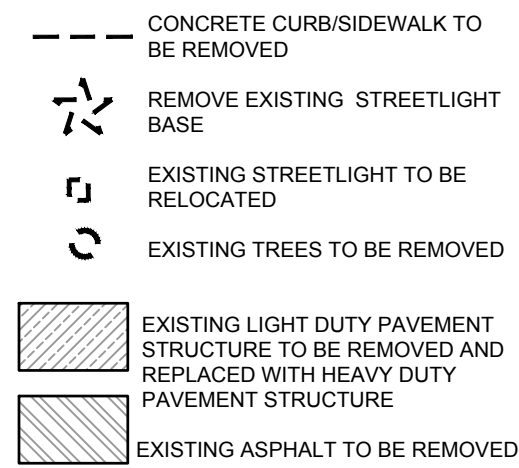 CONCRETE CURB/SIDEWALK TO
BE REMOVED
REMOVE EXISTING STREETLIGHT
BASE
EXISTING STREETLIGHT TO BE
RELOCATED
EXISTING TREES TO BE REMOVED
EXISTING LIGHT DUTY PAVEMENT
STRUCTURE TO BE REMOVED AND
REPLACED WITH HEAVY DUTY
PAVEMENT STRUCTURE
EXISTING ASPHALT TO BE REMOVED